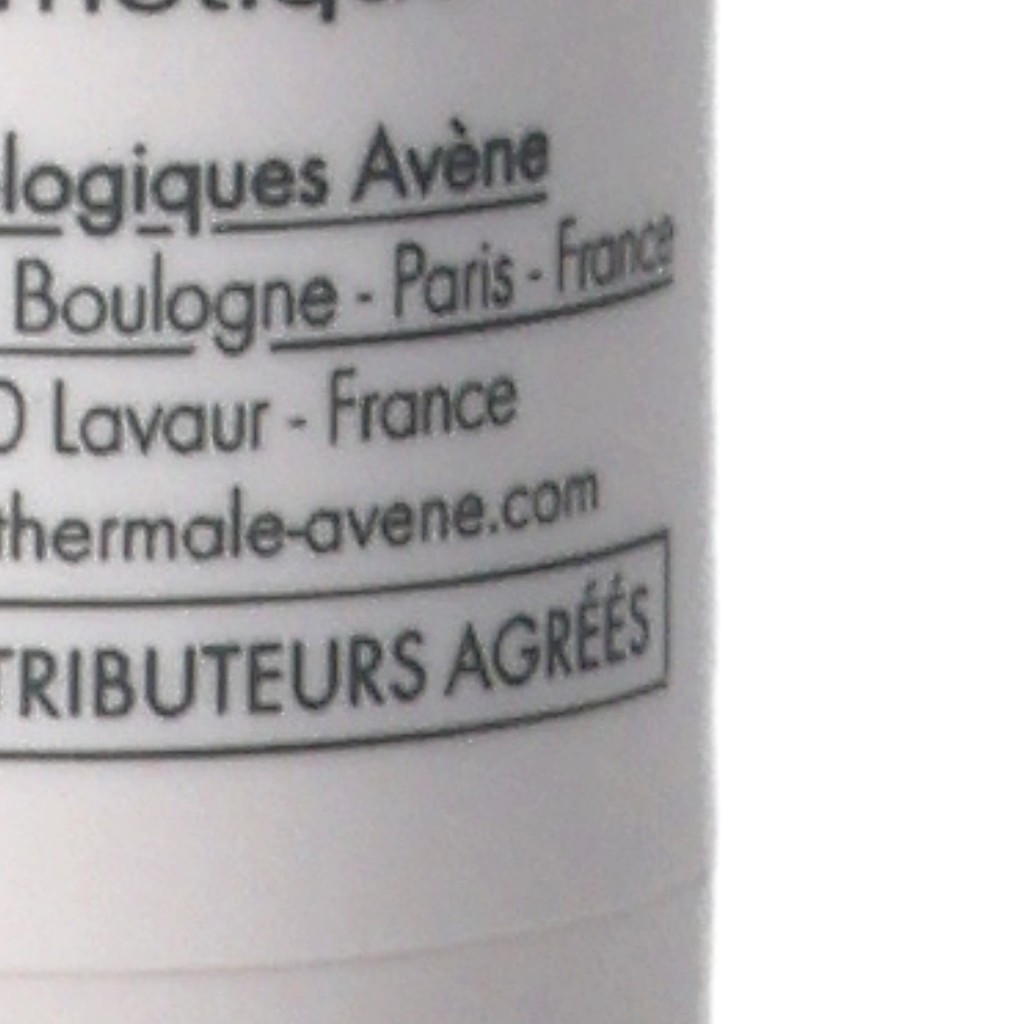 logiques Avène
Boulogne - Paris - France
Lavaur - France
thermale-avene.com
TRIBUTEURS AGRÉÉS